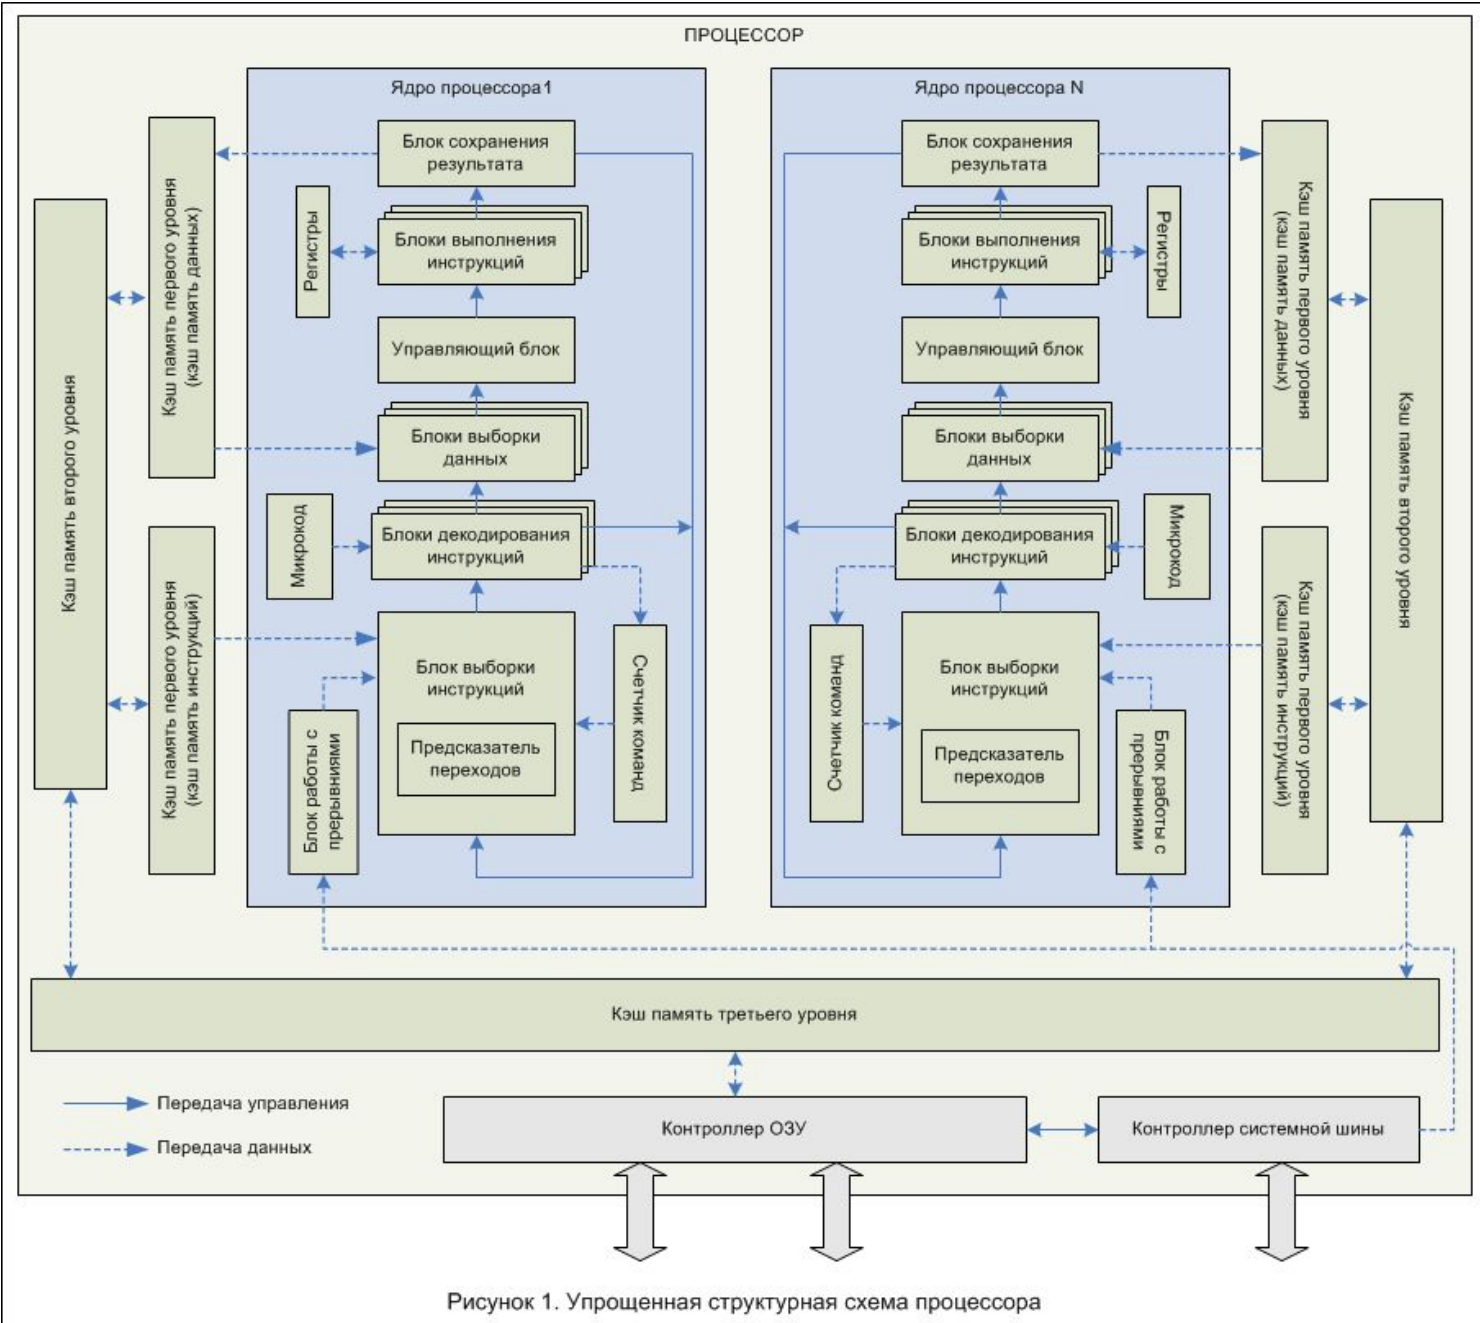 ПРОЦЕССОР
Ядро процессора1
Блок сохранения
результата
Регистры
Блоки выполнения
инструкций
Управляющий блок
Блоки выборки
данных
Микрокод
Блоки декодирования
инструкций
Блок выборки
инструкций
Предсказатель
переходов
Счетчик команд
Блок работы с
прерывниями
Кэш память первого уровня
(кэш память данных)
Кэш память второго уровня
Кэш память первого уровня
(кэш память инструкций)
Ядро процессора N
Блок сохранения
результата
Блоки выполнения
инструкций
Регистры
Управляющий блок
Блоки выборки
данных
Блоки декодирования
инструкций
Микрокод
Счетчик команд
Блок выборки
инструкций
Предсказатель
переходов
Блок работы с
прерывниями
Кэш память первого уровня
(кэш память данных)
Кэш память второго уровня
Кэш память первого уровня
(кэш память инструкций)
Кэш память третьего уровня
Передача управления
Передача данных
Контроллер ОЗУ
Контроллер системной шины
Рисунок 1. Упрощенная структурная схема процессора